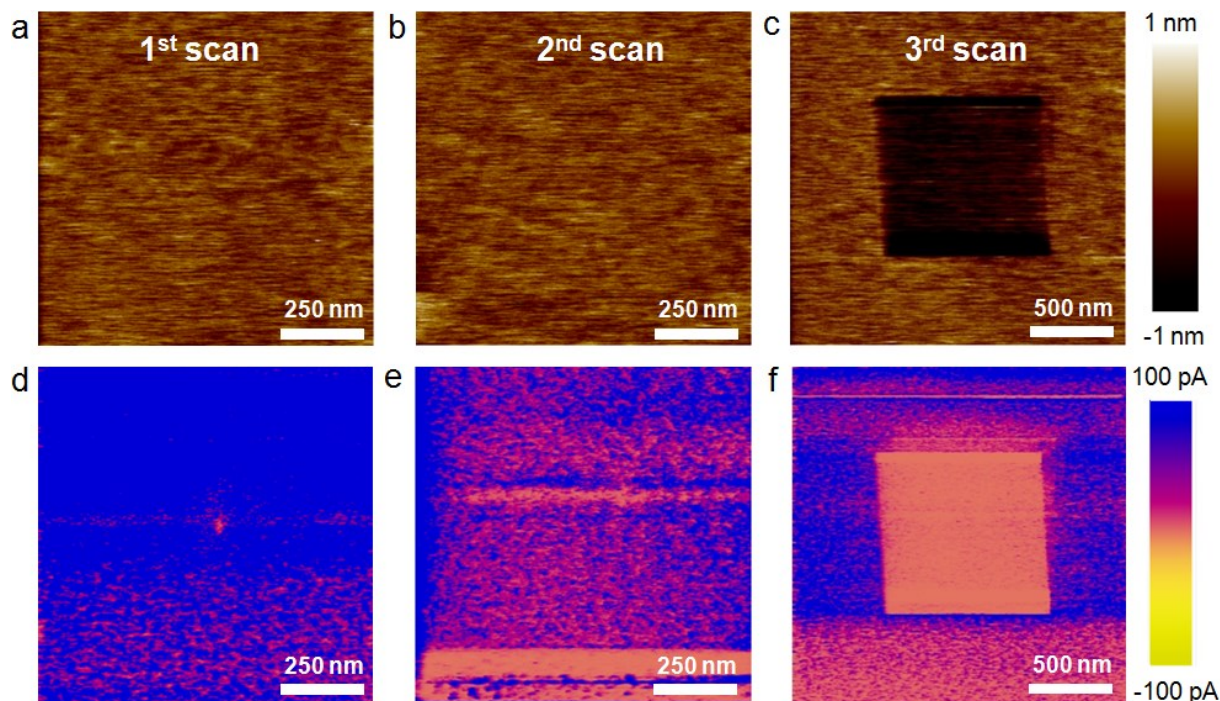 a
1st scan
250 nm
b
2nd scan
250 nm
c
3rd scan
500 nm
1 nm
-1 nm
d
250 nm
e
250 nm
f
500 nm
100 pA
-100 pA